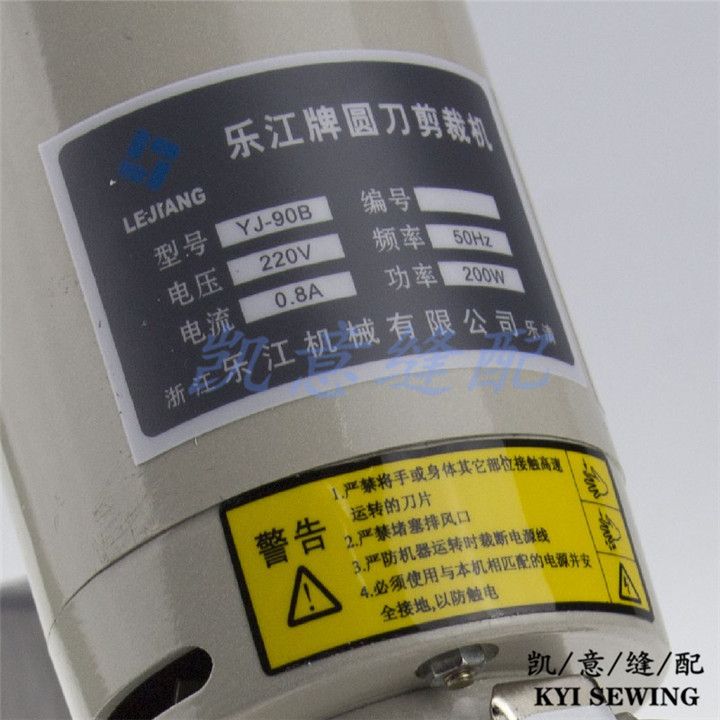 乐江牌圆刀剪裁机
LEJIANG
型号 YJ-90B 编号
电压 220V 频率 50Hz
电流 0.8A 功率 200W
浙江乐江机械有限公司 乐清
凯意缝配
警告
1.严禁将手或身体其它部位接触高速
运转的刀片
2.严禁堵塞排风口
3.严防机器运转时裁断电源线
4.必须使用与本机相匹配的电源并安
全接地,以防触电
凯/意/缝/配
KYI SEWING